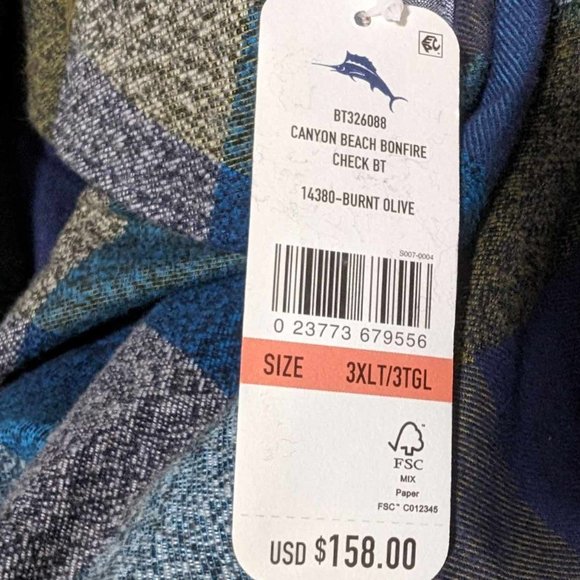 BT326088
CANYON BEACH BONFIRE
CHECK BT
14380-BURNT OLIVE
S007-0004
0 23773 679556
SIZE 3XLT/3TGL
FSC
MIX
Paper
FSC™ C012345
USD $158.00